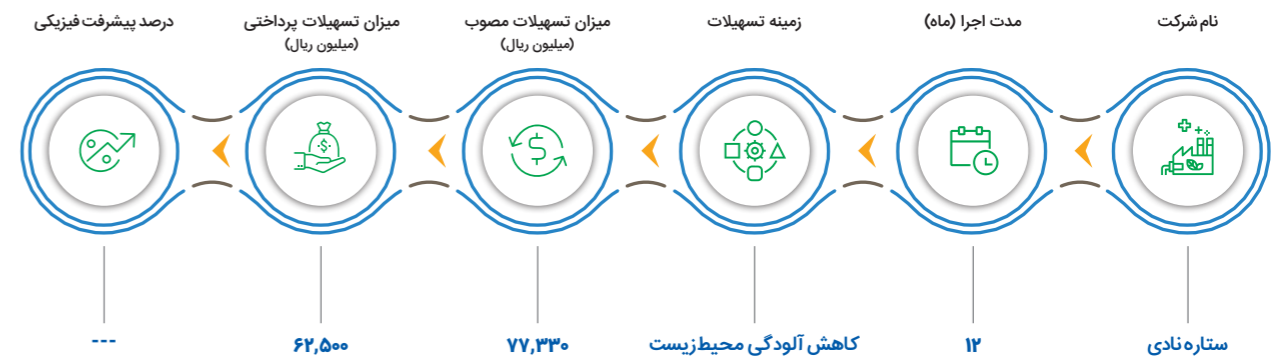 نام شرکت
مدت اجرا (ماه)
زمینه تسهیلات
میزان تسهیلات مصوب
(میلیون ریال)
میزان تسهیلات پرداختی
(میلیون ریال)
درصد پیشرفت فیزیکی
ستاره نادی
۱۲
کاهش آلودگی محیط‌زیست
۷۷,۳۳۰
۶۲,۵۰۰
---